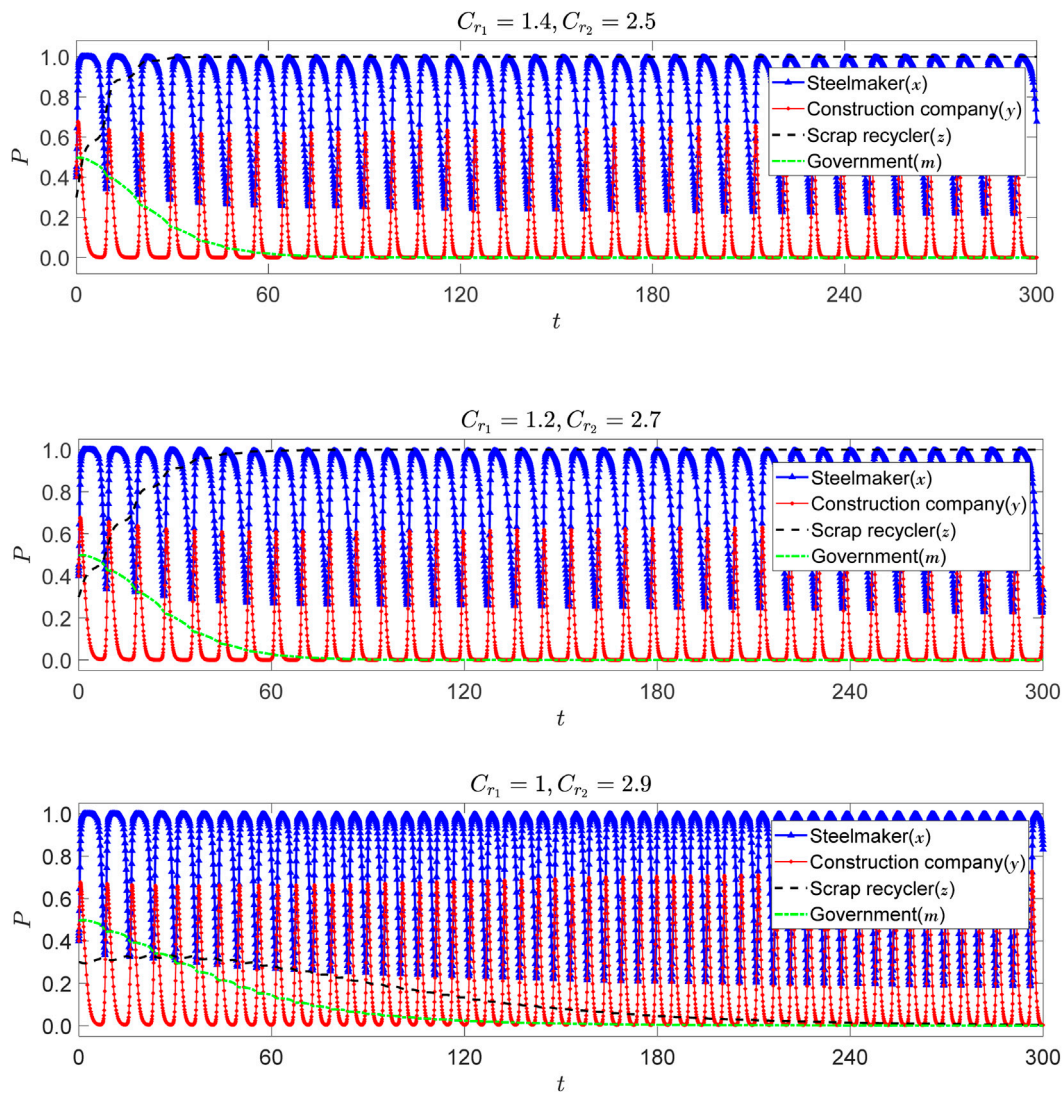 C_{r_1} = 1.4, C_{r_2} = 2.5
P
1.0
0.8
0.6
0.4
0.2
0.0
Steelmaker(x)
Construction company(y)
Scrap recycler(z)
Government(m)
0 60 120 180 240 300
t
C_{r_1} = 1.2, C_{r_2} = 2.7
P
1.0
0.8
0.6
0.4
0.2
0.0
Steelmaker(x)
Construction company(y)
Scrap recycler(z)
Government(m)
0 60 120 180 240 300
t
C_{r_1} = 1, C_{r_2} = 2.9
P
1.0
0.8
0.6
0.4
0.2
0.0
Steelmaker(x)
Construction company(y)
Scrap recycler(z)
Government(m)
0 60 120 180 240 300
t